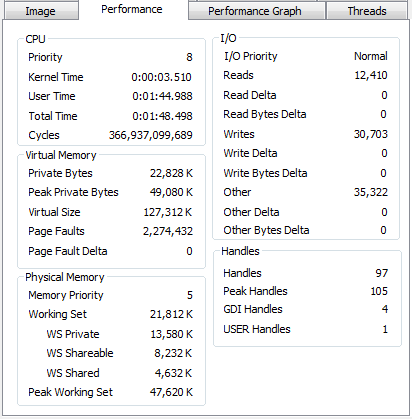 Image Performance Performance Graph Threads
CPU
Priority 8
Kernel Time 0:00:03.510
User Time 0:01:44.988
Total Time 0:01:48.498
Cycles 366,937,099,689
Virtual Memory
Private Bytes 22,828 K
Peak Private Bytes 49,080 K
Virtual Size 127,312 K
Page Faults 2,274,432
Page Fault Delta 0
Physical Memory
Memory Priority 5
Working Set 21,812 K
WS Private 13,580 K
WS Shareable 8,232 K
WS Shared 4,632 K
Peak Working Set 47,620 K
I/O
I/O Priority Normal
Reads 12,410
Read Delta 0
Read Bytes Delta 0
Writes 30,703
Write Delta 0
Write Bytes Delta 0
Other 35,322
Other Delta 0
Other Bytes Delta 0
Handles
Handles 97
Peak Handles 105
GDI Handles 4
USER Handles 1